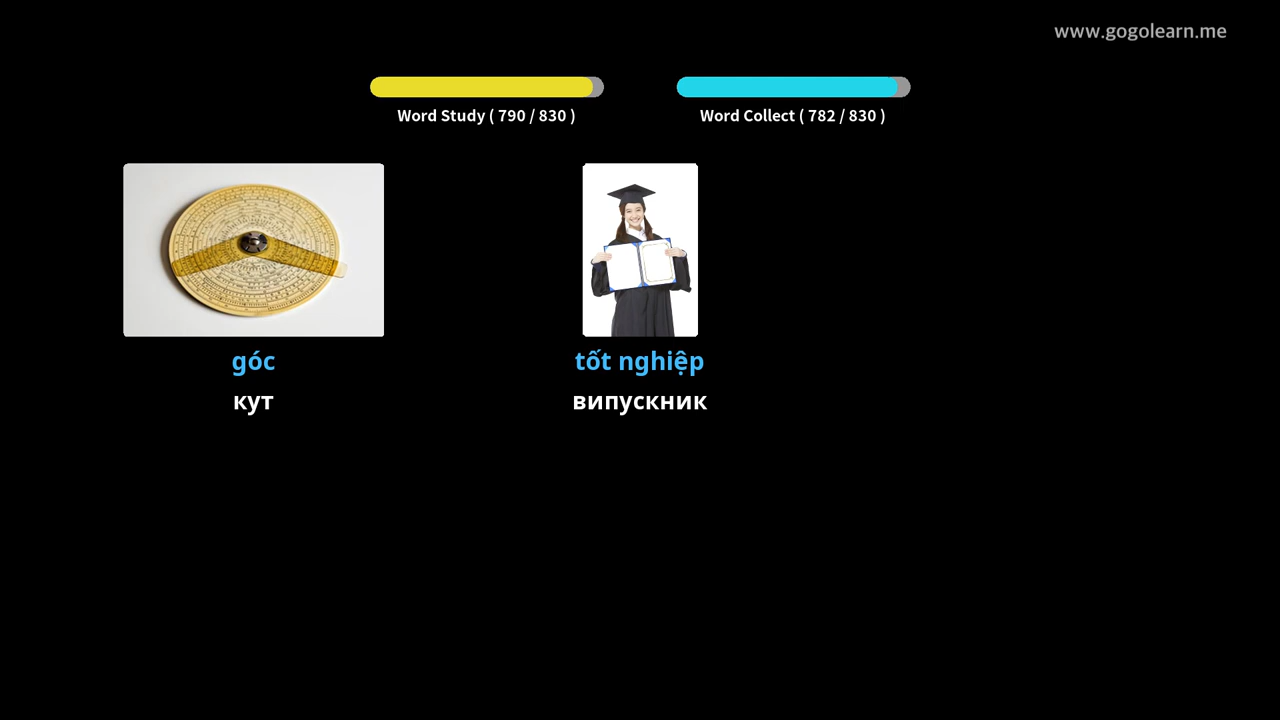 www.gogolearn.me
Word Study ( 790 / 830 )
Word Collect ( 782 / 830 )
góc
tốt nghiệp
кут
випускник